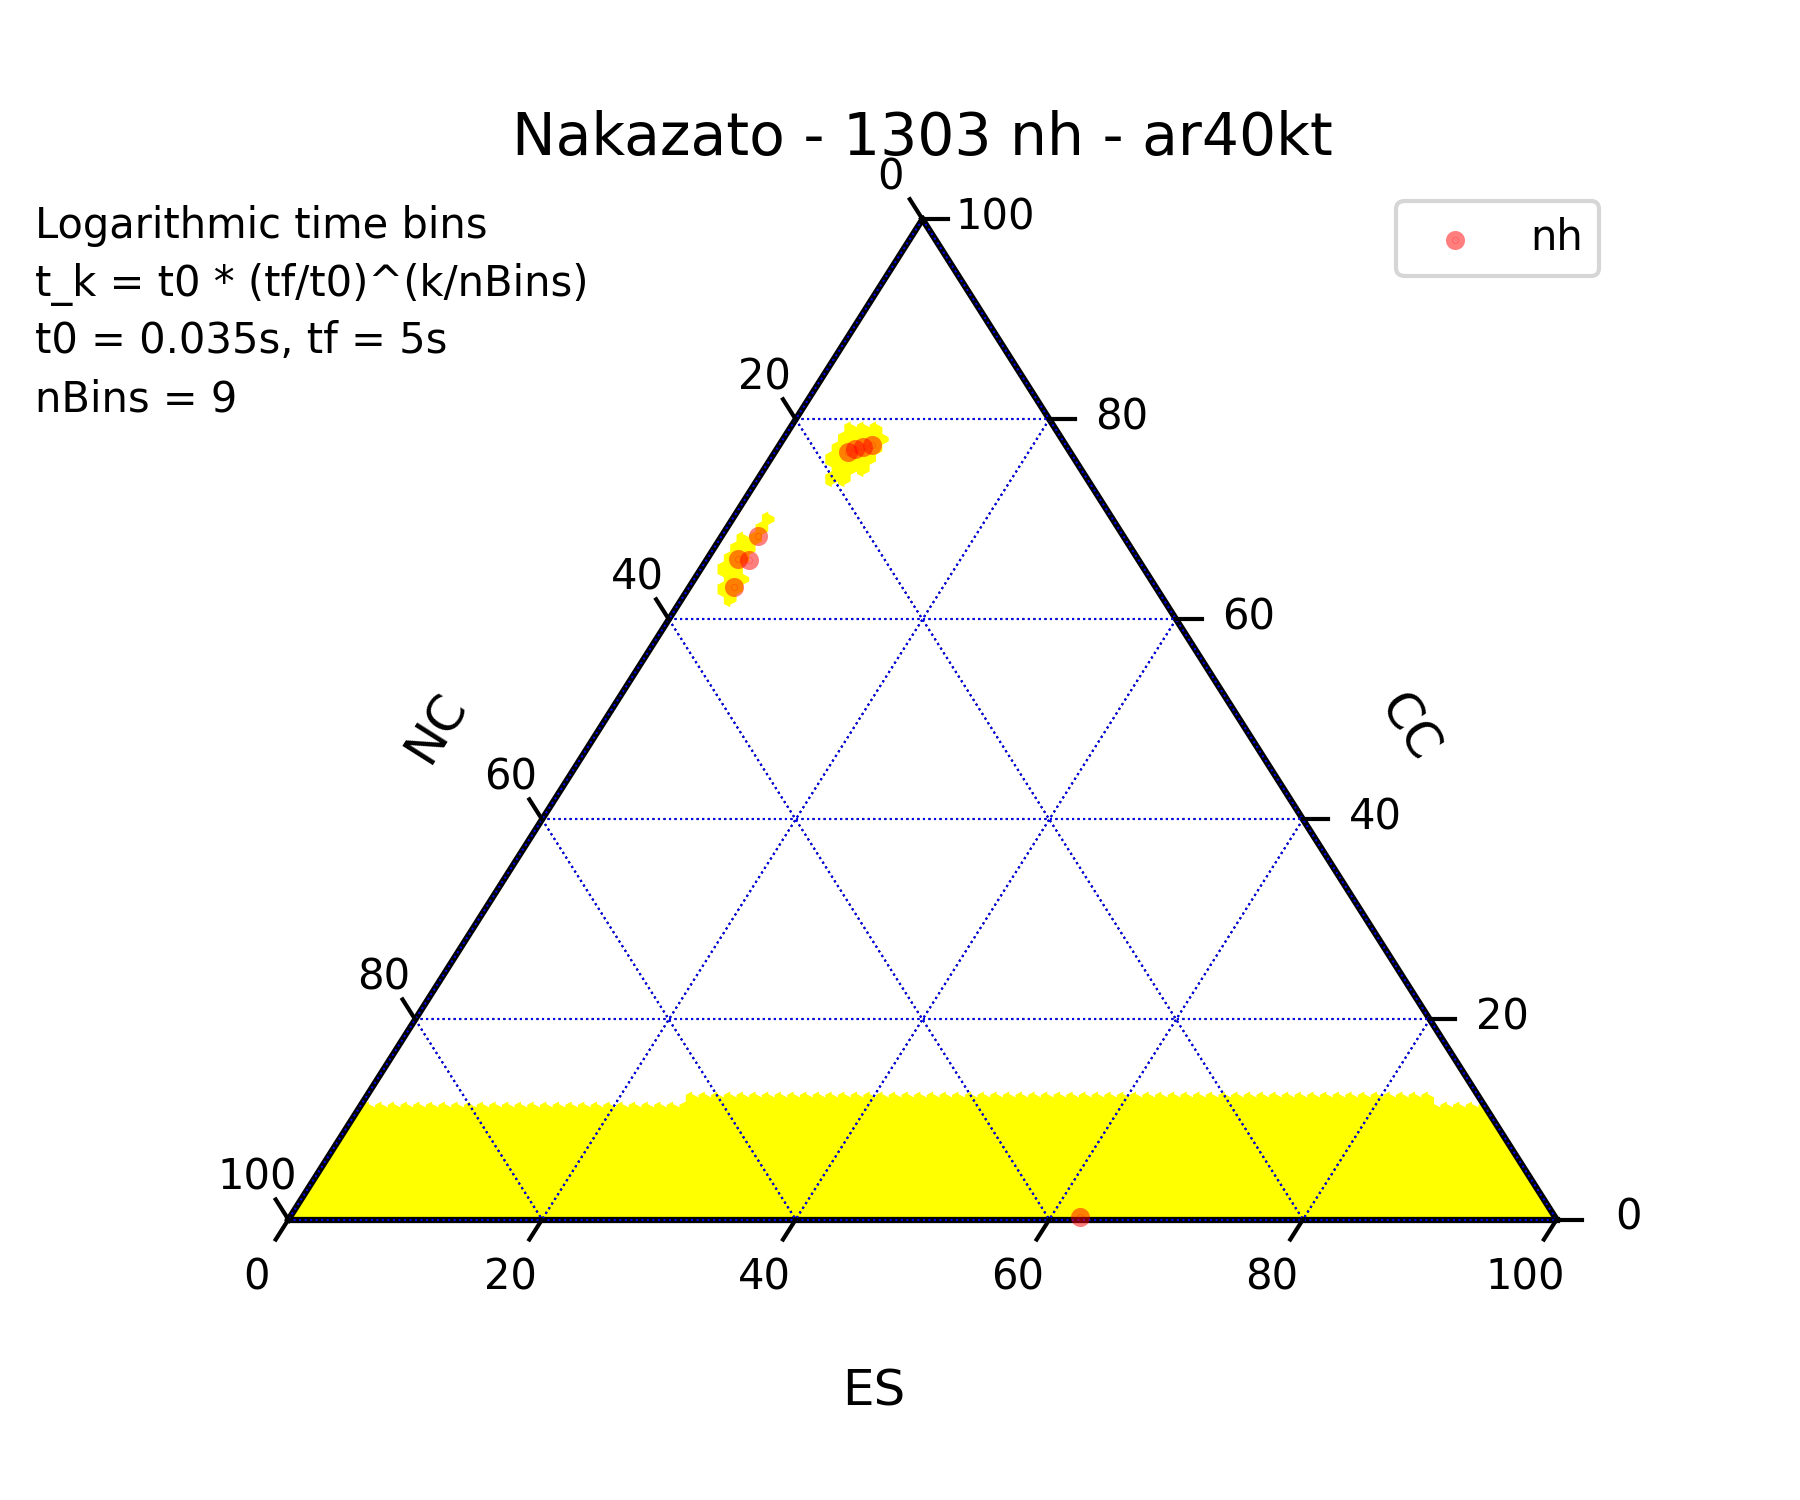 Nakazato - 1303 nh - ar40kt
Logarithmic time bins
t_k = t0 * (tf/t0)^(k/nBins)
t0 = 0.035s, tf = 5s
nBins = 9
nh
0
100
20
80
40
60
NC
CC
60
40
80
20
100
0
0
20
40
60
80
100
ES